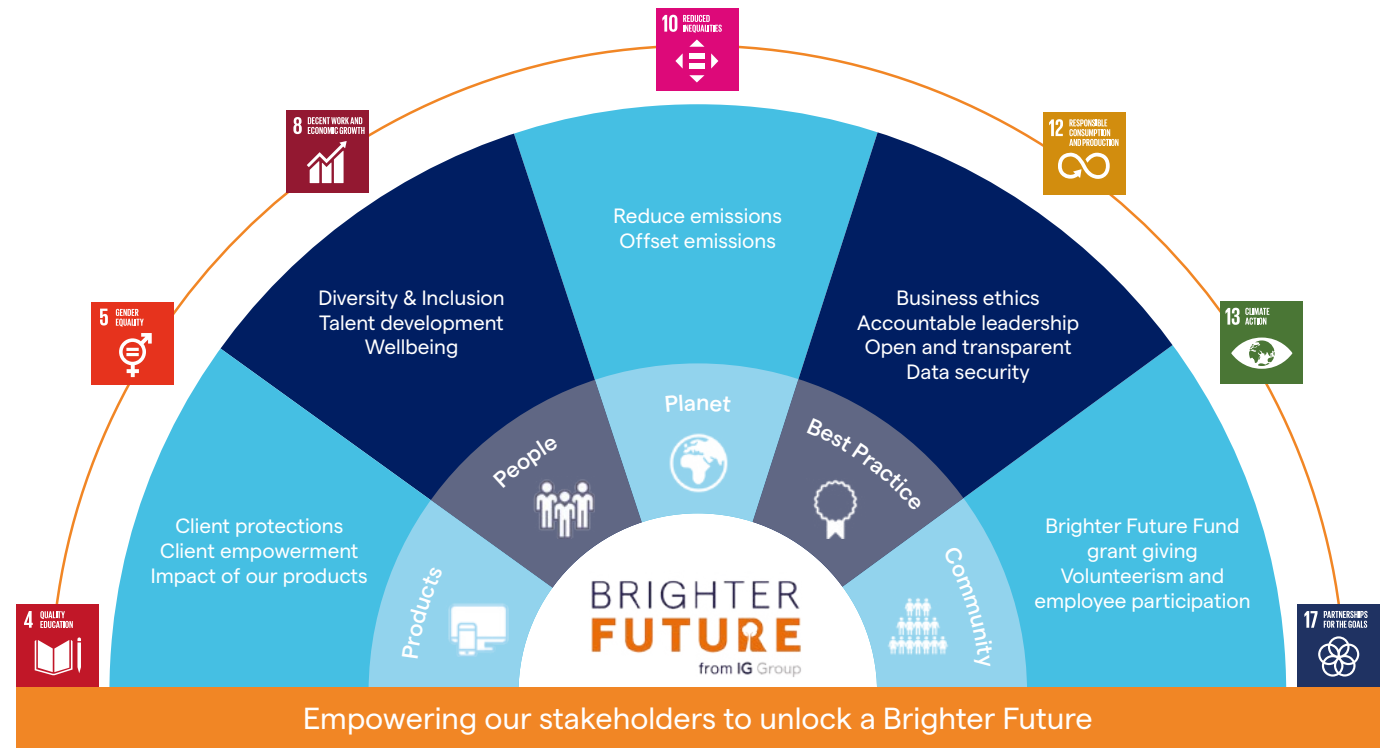 10 REDUCED
INEQUALITIES
8 DECENT WORK AND
ECONOMIC GROWTH
12 RESPONSIBLE
CONSUMPTION
AND PRODUCTION
5 GENDER
EQUALITY
13 CLIMATE
ACTION
4 QUALITY
EDUCATION
17 PARTNERSHIPS
FOR THE GOALS
Client protections
Client empowerment
Impact of our products
Products
Diversity & Inclusion
Talent development
Wellbeing
People
Reduce emissions
Offset emissions
Planet
Business ethics
Accountable leadership
Open and transparent
Data security
Best Practice
Brighter Future Fund
grant giving
Volunteerism and
employee participation
Community
BRIGHTER
FUTURE
from IG Group
Empowering our stakeholders to unlock a Brighter Future